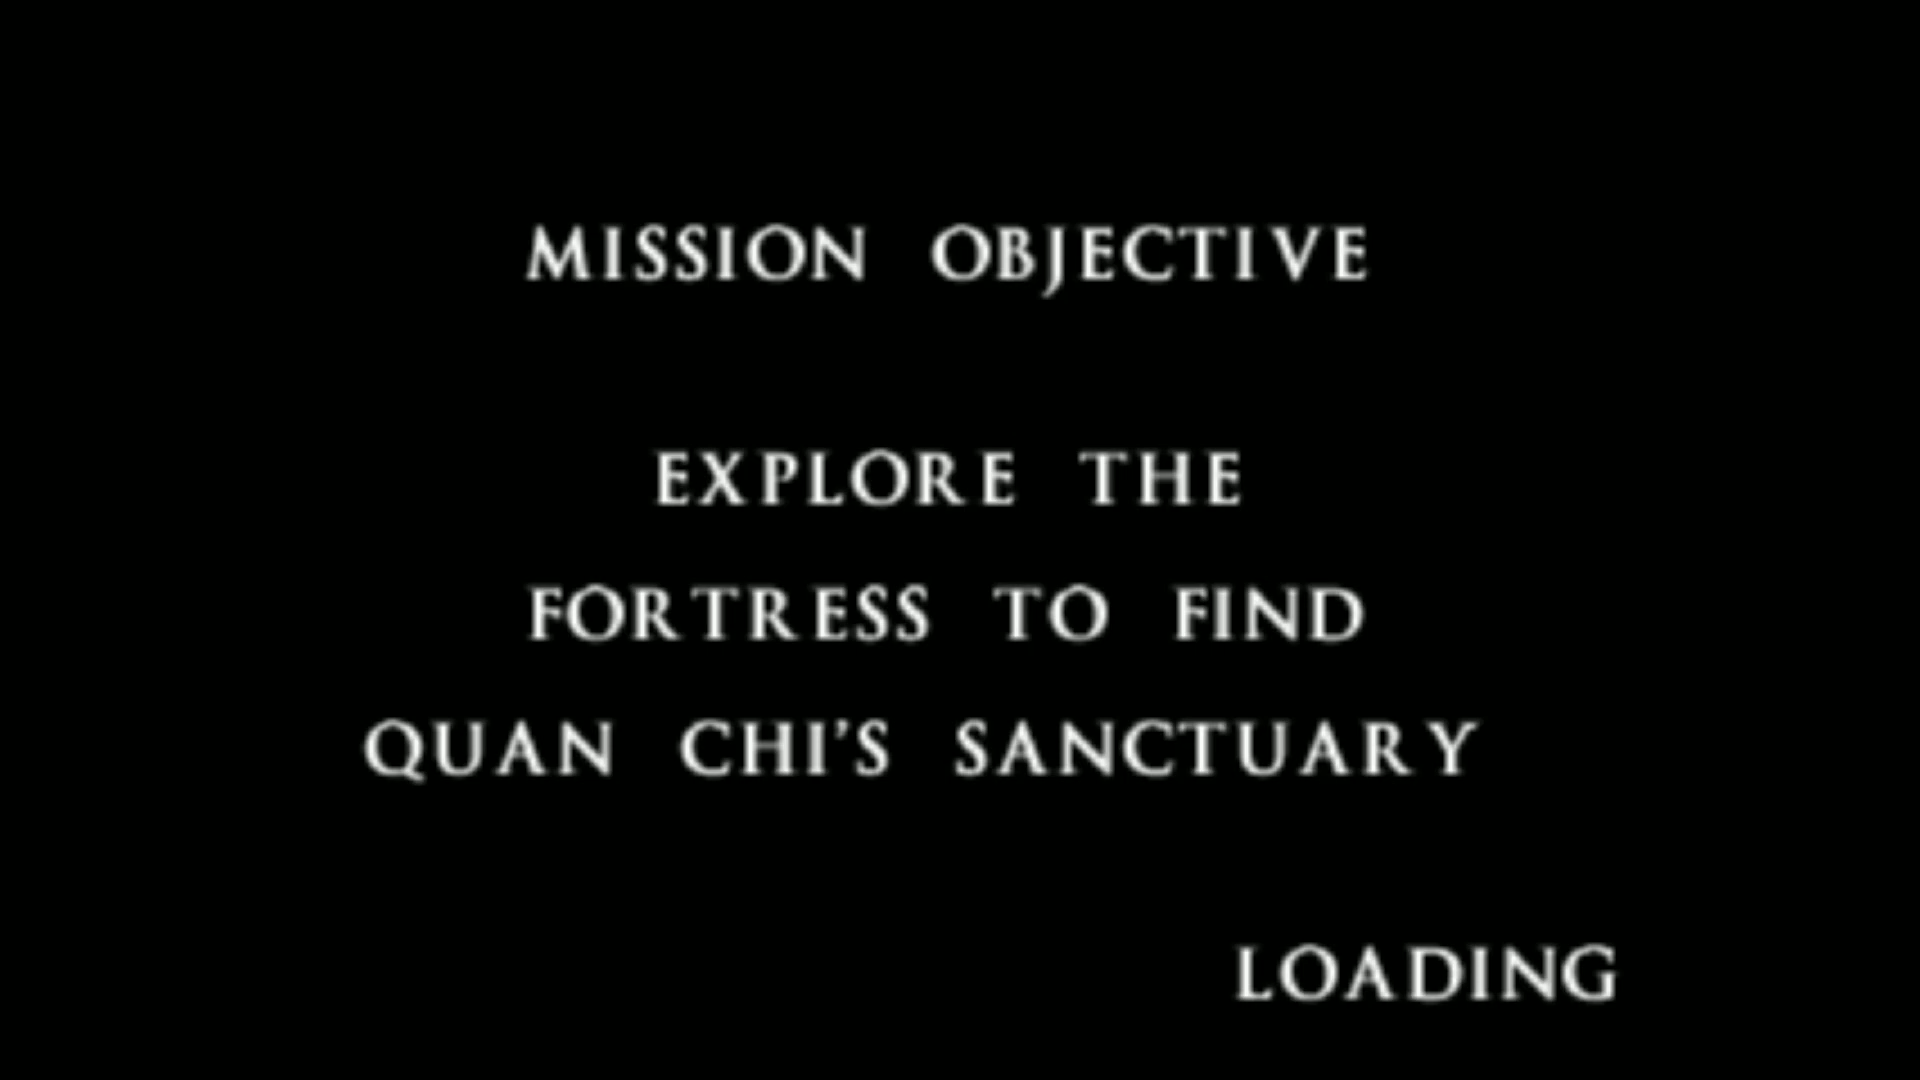 MISSION OBJECTIVE
EXPLORE THE
FORTRESS TO FIND
QUAN CHI'S SANCTUARY
LOADING